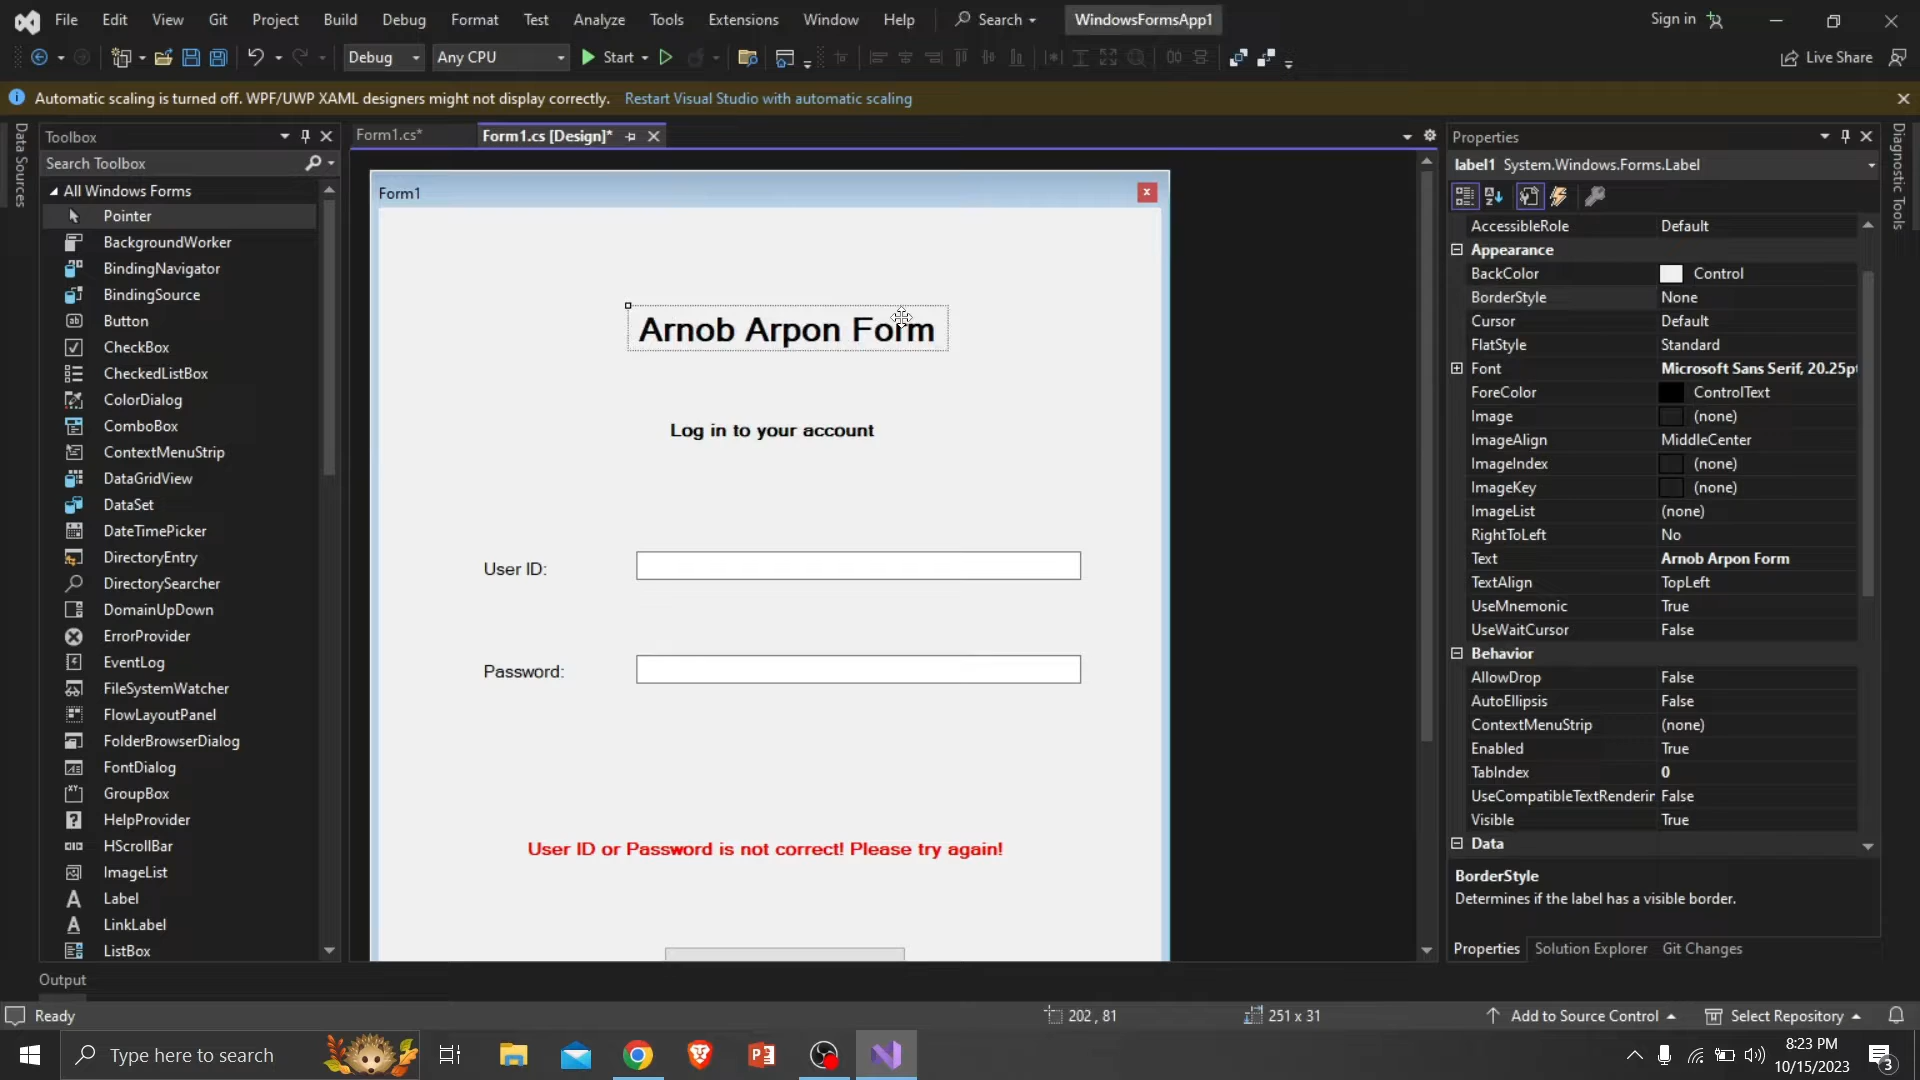 File Edit View Git Project Build Debug Format Test Analyze Tools Extensions Window Help Search WindowsFormsApp1 Sign in
Debug Any CPU Start Live Share
Automatic scaling is turned off. WPF/UWP XAML designers might not display correctly. Restart Visual Studio with automatic scaling
Data Sources
Toolbox
Search Toolbox
All Windows Forms
Pointer
BackgroundWorker
BindingNavigator
BindingSource
Button
CheckBox
CheckedListBox
ColorDialog
ComboBox
ContextMenuStrip
DataGridView
DataSet
DateTimePicker
DirectoryEntry
DirectorySearcher
DomainUpDown
ErrorProvider
EventLog
FileSystemWatcher
FlowLayoutPanel
FolderBrowserDialog
FontDialog
GroupBox
HelpProvider
HScrollBar
ImageList
Label
LinkLabel
ListBox
Form1.cs* Form1.cs [Design]*
Form1
Arnob Arpon Form
Log in to your account
User ID:
Password:
User ID or Password is not correct! Please try again!
Properties
label1 System.Windows.Forms.Label
AccessibleRole Default
Appearance
BackColor Control
BorderStyle None
Cursor Default
FlatStyle Standard
Font Microsoft Sans Serif, 20.25pt
ForeColor ControlText
Image (none)
ImageAlign MiddleCenter
ImageIndex (none)
ImageKey (none)
ImageList (none)
RightToLeft No
Text Arnob Arpon Form
TextAlign TopLeft
UseMnemonic True
UseWaitCursor False
Behavior
AllowDrop False
AutoEllipsis False
ContextMenuStrip (none)
Enabled True
TabIndex 0
UseCompatibleTextRenderin False
Visible True
Data
BorderStyle
Determines if the label has a visible border.
Properties Solution Explorer Git Changes
Diagnostic Tools
Output
Ready 202 , 81 251 x 31 Add to Source Control Select Repository
Type here to search
8:23 PM
10/15/2023
3